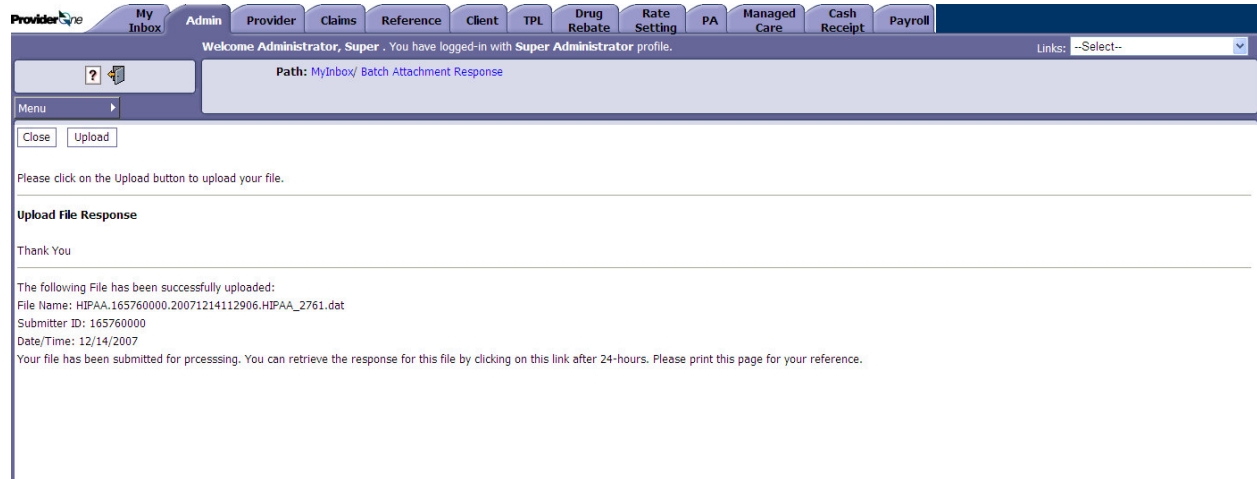 ProviderOne
My Inbox
Admin
Provider
Claims
Reference
Client
TPL
Drug Rebate
Rate Setting
PA
Managed Care
Cash Receipt
Payroll
Welcome Administrator, Super . You have logged-in with Super Administrator profile.
Links: --Select--
?
Path: MyInbox/ Batch Attachment Response
Menu
Close Upload
Please click on the Upload button to upload your file.
Upload File Response
Thank You
The following File has been successfully uploaded:
File Name: HIPAA.165760000.20071214112906.HIPAA_2761.dat
Submitter ID: 165760000
Date/Time: 12/14/2007
Your file has been submitted for prcesssing. You can retrieve the response for this file by clicking on this link after 24-hours. Please print this page for your reference.